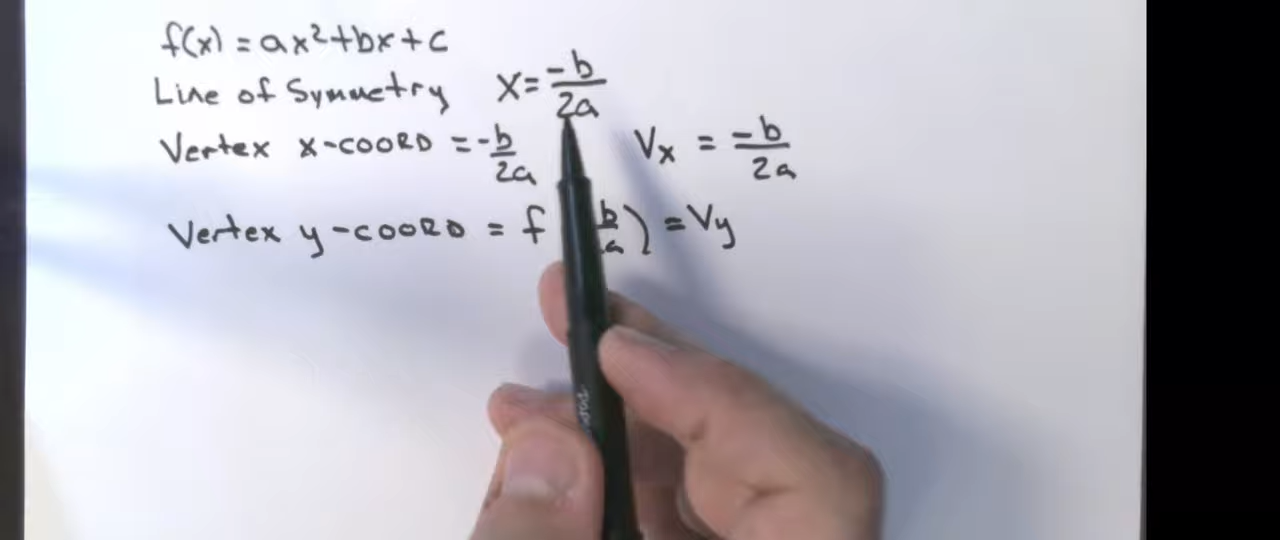 f(x) = ax²+bx+c
Line of Symmetry x = -b/2a
Vertex x-COORD = -b/2a Vx = -b/2a
Vertex y-COORD = f b/a) = Vy